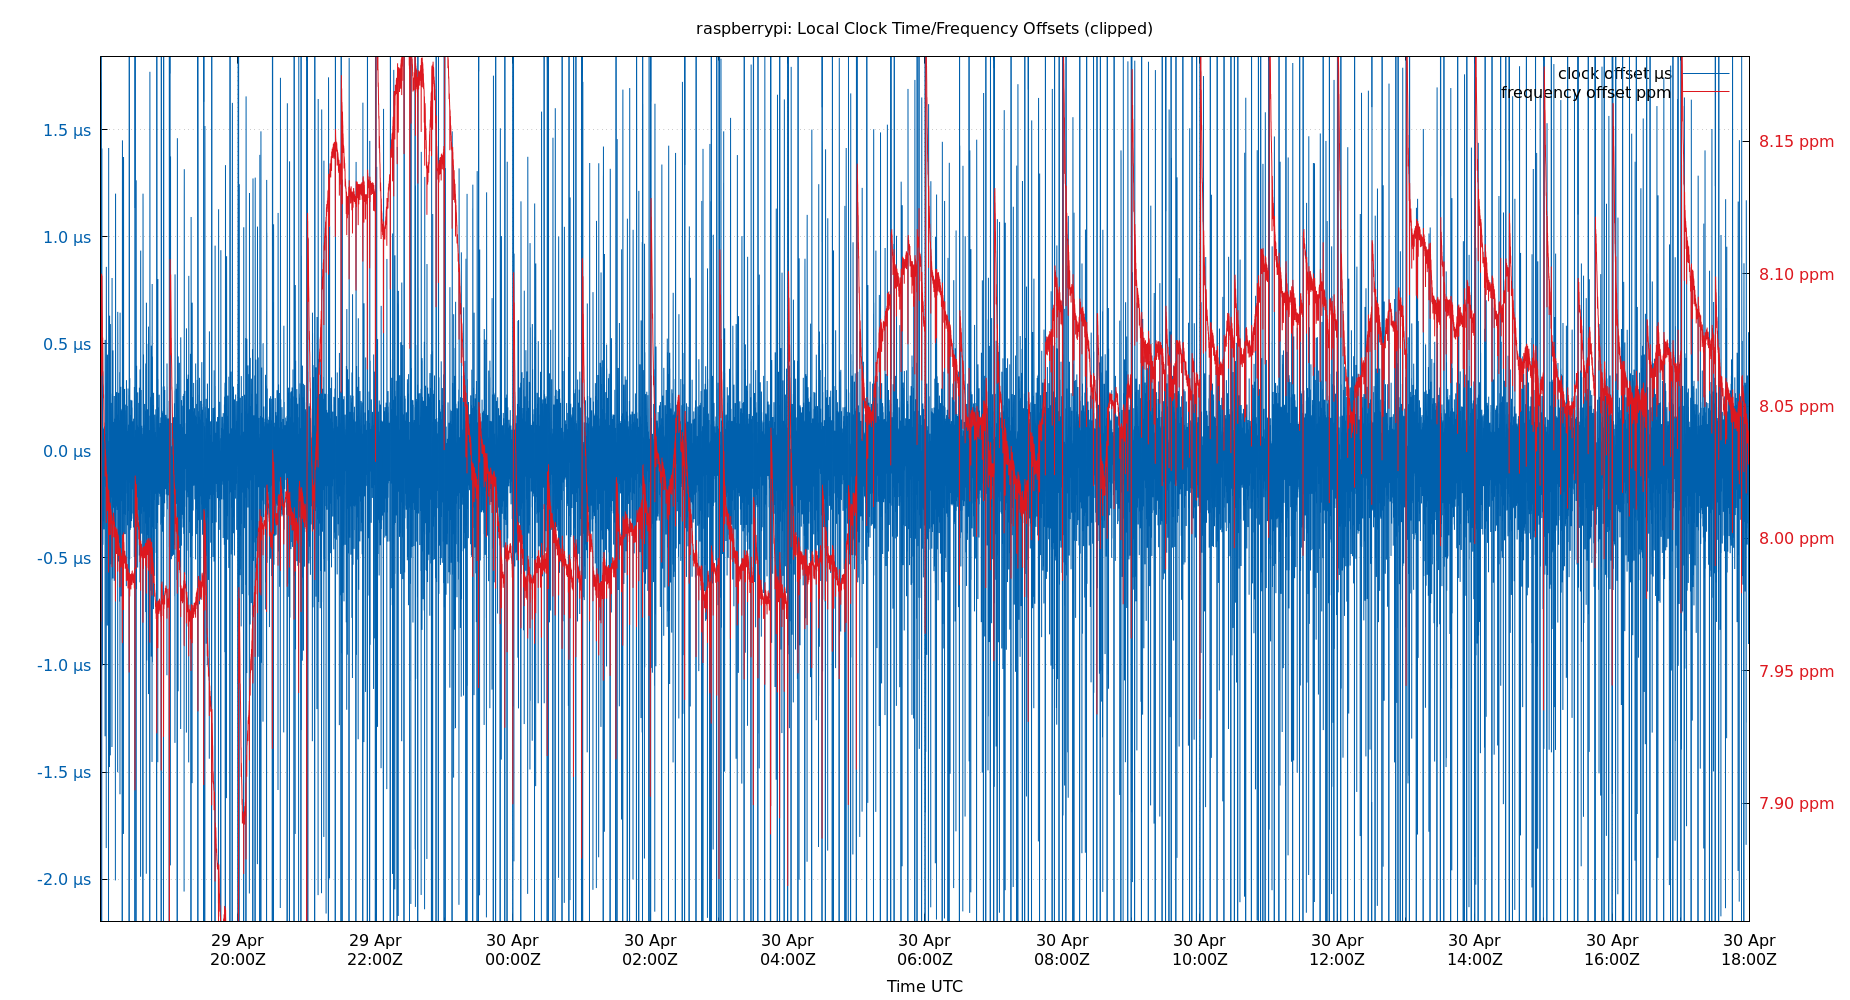 raspberrypi: Local Clock Time/Frequency Offsets (clipped)
clock offset µs
frequency offset ppm
1.5 µs
1.0 µs
0.5 µs
0.0 µs
-0.5 µs
-1.0 µs
-1.5 µs
-2.0 µs
8.15 ppm
8.10 ppm
8.05 ppm
8.00 ppm
7.95 ppm
7.90 ppm
29 Apr 29 Apr 30 Apr 30 Apr 30 Apr 30 Apr 30 Apr 30 Apr 30 Apr 30 Apr 30 Apr 30 Apr
20:00Z 22:00Z 00:00Z 02:00Z 04:00Z 06:00Z 08:00Z 10:00Z 12:00Z 14:00Z 16:00Z 18:00Z
Time UTC